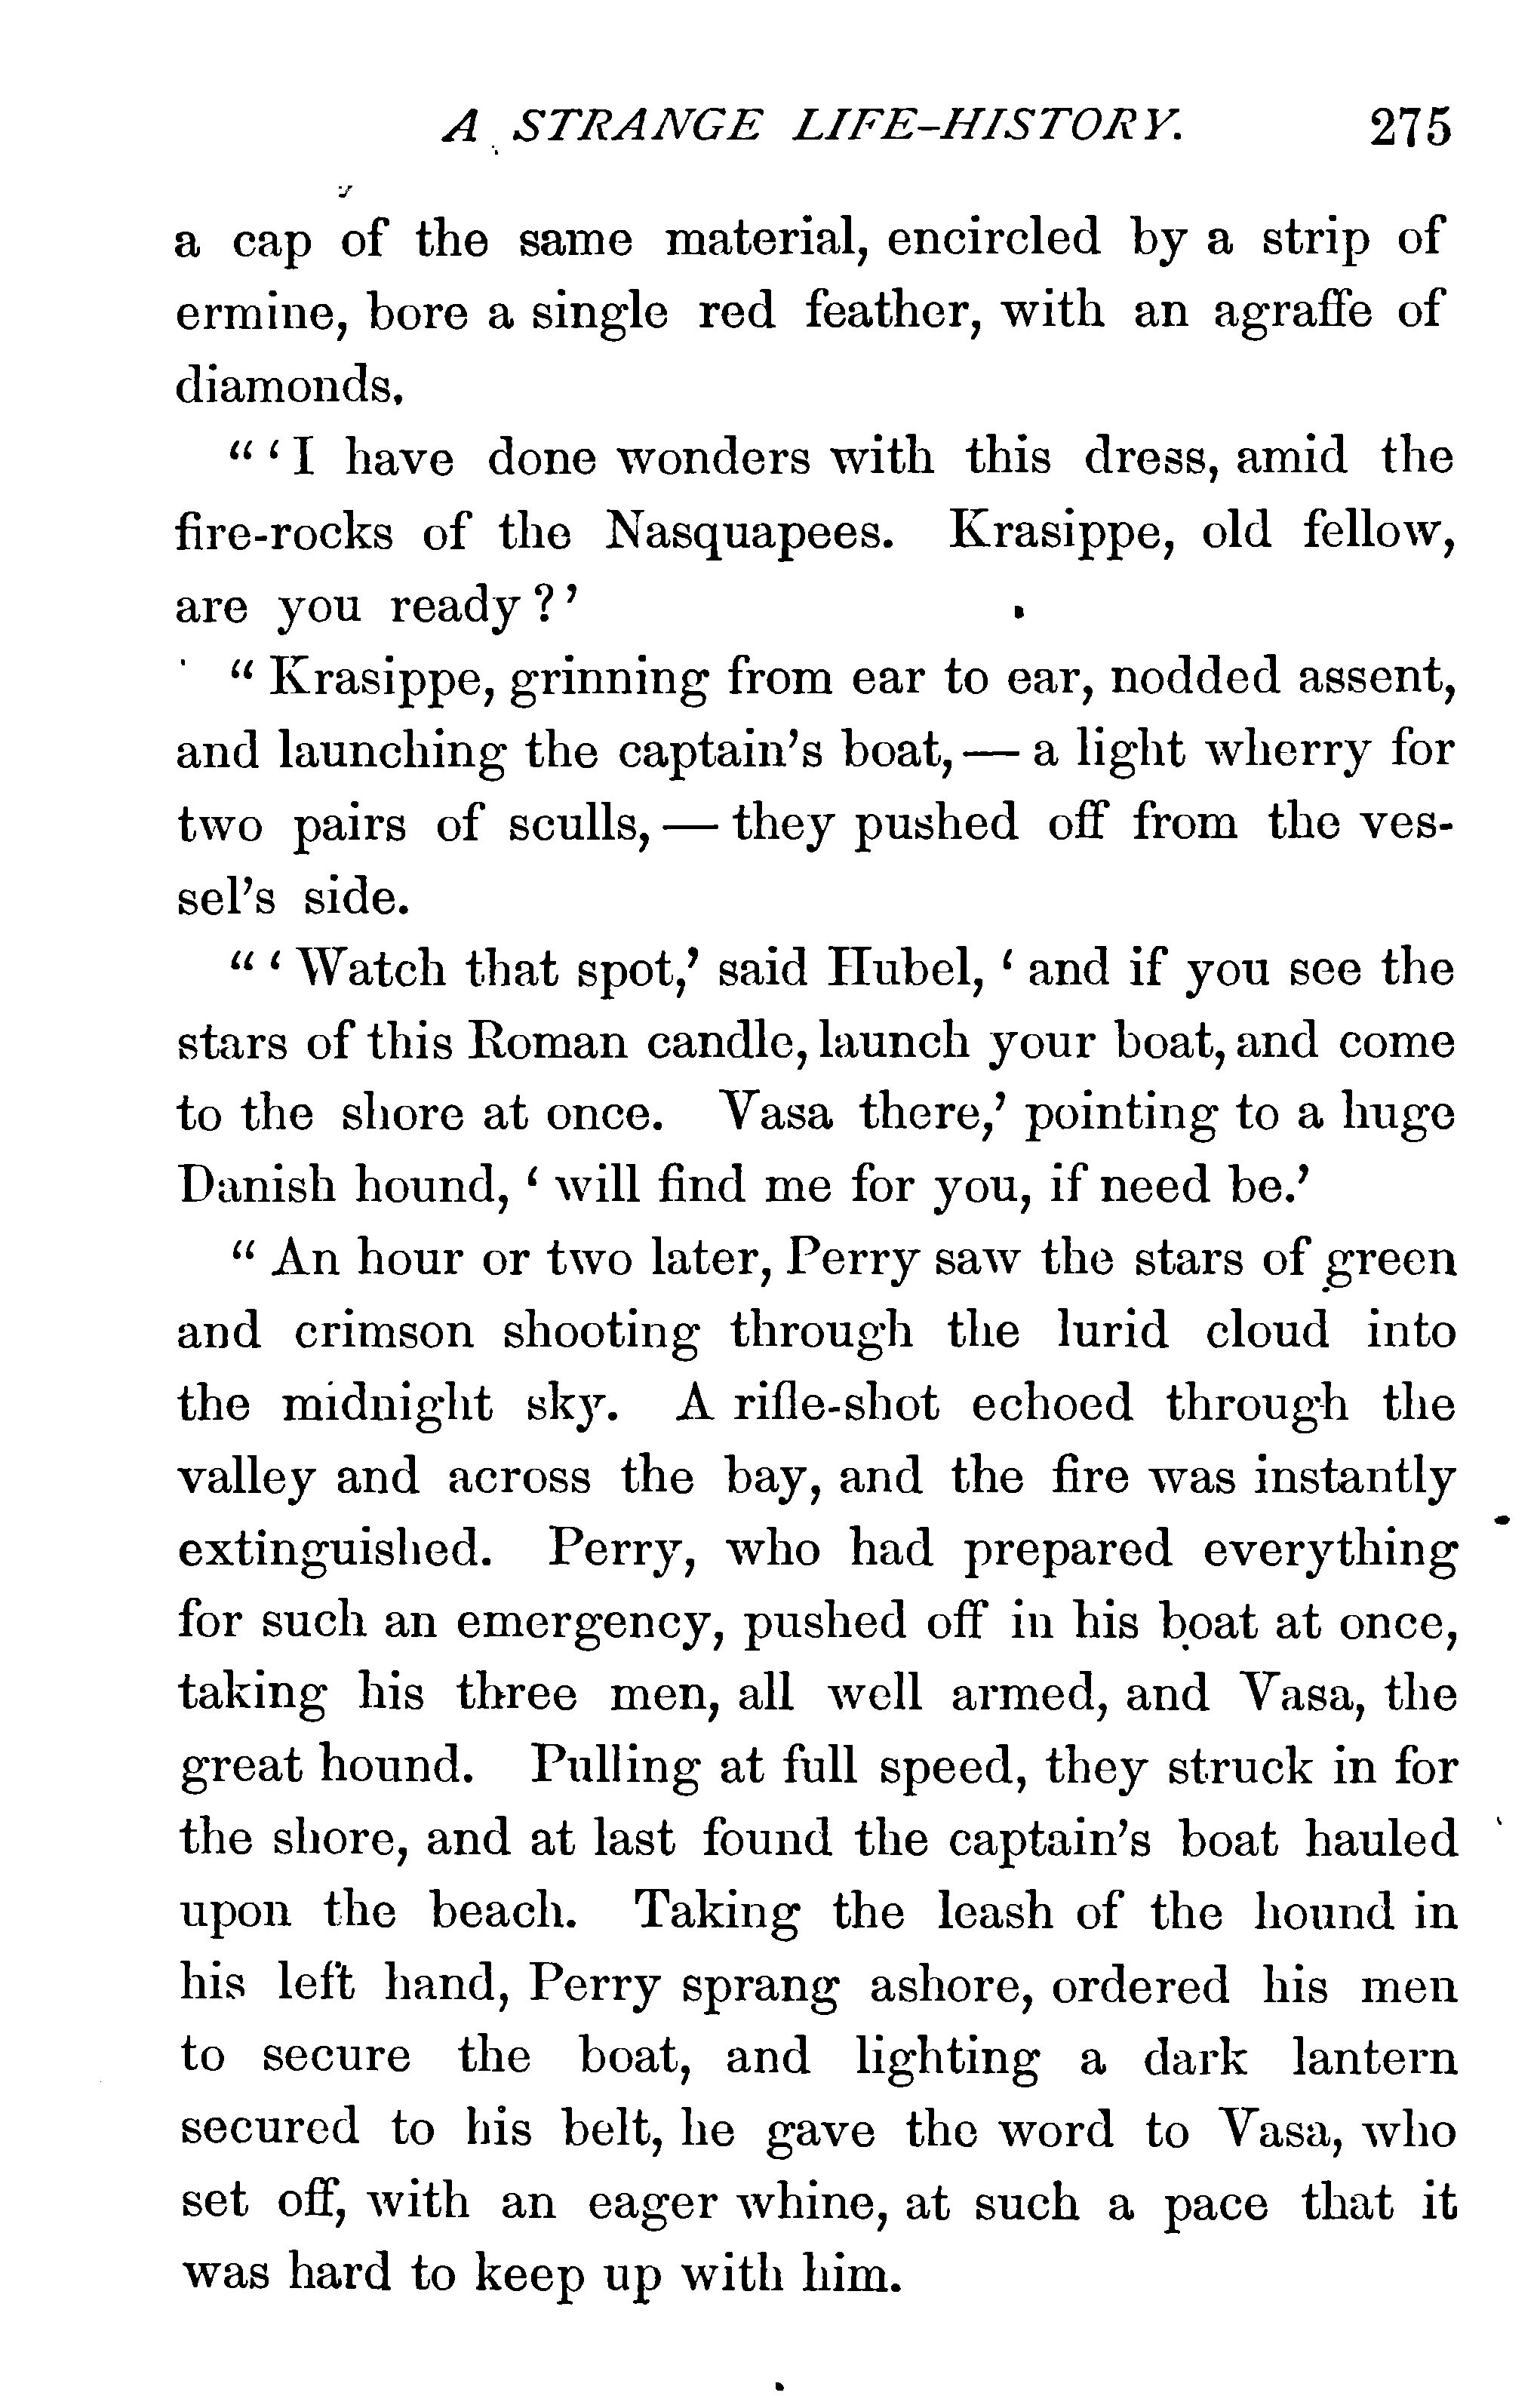 A STRANGE LIFE-HISTORY. 275
a cap of the same material, encircled by a strip of
ermine, bore a single red feather, with an agraffe of
diamonds.
“ ‘ I have done wonders with this dress, amid the
fire-rocks of the Nasquapees. Krasippe, old fellow,
are you ready ? ’
“ Krasippe, grinning from ear to ear, nodded assent,
and launching the captain’s boat, — a light wherry for
two pairs of sculls, — they pushed off from the ves-
sel’s side.
“ ‘ Watch that spot,’ said Hubel, ‘ and if you see the
stars of this Roman candle, launch your boat, and come
to the shore at once. Vasa there,’ pointing to a huge
Danish hound, ‘ will find me for you, if need be.’
“ An hour or two later, Perry saw the stars of green
and crimson shooting through the lurid cloud into
the midnight sky. A rifle-shot echoed through the
valley and across the bay, and the fire was instantly
extinguished. Perry, who had prepared everything
for such an emergency, pushed off in his boat at once,
taking his three men, all well armed, and Vasa, the
great hound. Pulling at full speed, they struck in for
the shore, and at last found the captain’s boat hauled
upon the beach. Taking the leash of the hound in
his left hand, Perry sprang ashore, ordered his men
to secure the boat, and lighting a dark lantern
secured to his belt, he gave the word to Vasa, who
set off, with an eager whine, at such a pace that it
was hard to keep up with him.